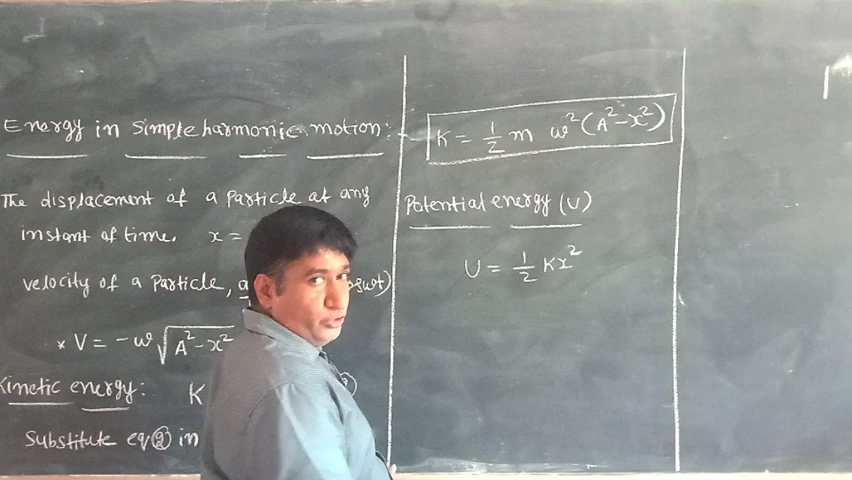 Energy in simple harmonic motion:-
The displacement of a particle at any
instant of time. x =
velocity of a particle,
* V = -ω√A²-x²
Kinetic energy: K
Substitute eq② in
K = 1/2 m ω²(A²-x²)
Potential energy (U)
U = 1/2 Kx²